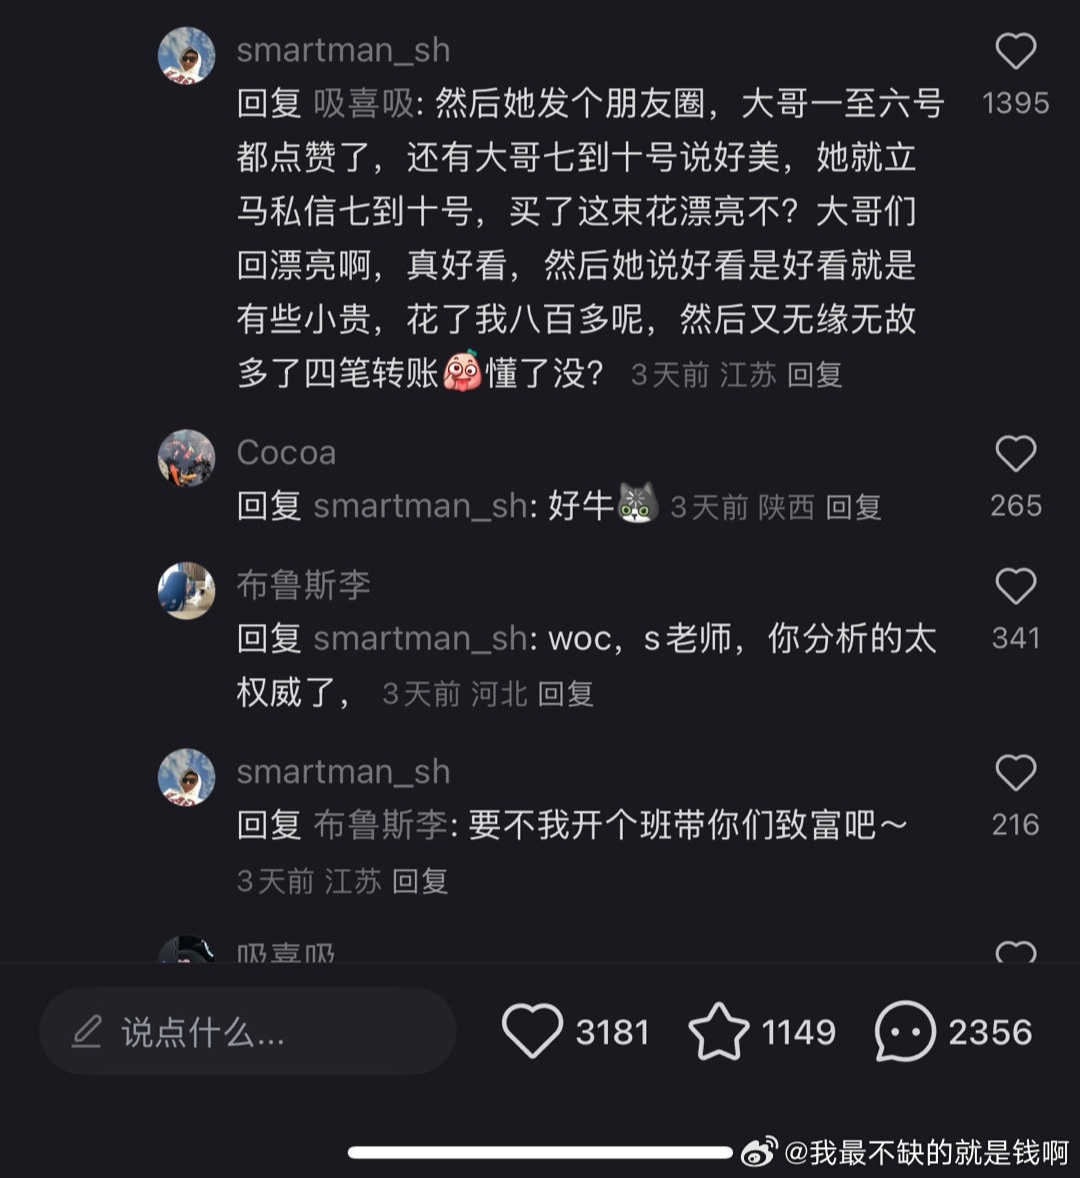 smartman_sh
回复 吸喜吸: 然后她发个朋友圈，大哥一至六号
都点赞了，还有大哥七到十号说好美，她就立
马私信七到十号，买了这束花漂亮不？大哥们
回漂亮啊，真好看，然后她说好看是好看就是
有些小贵，花了我八百多呢，然后又无缘无故
多了四笔转账懂了没？ 3天前 江苏 回复
1395
Cocoa
回复 smartman_sh: 好牛 3天前 陕西 回复
265
布鲁斯李
回复 smartman_sh: woc，s老师，你分析的太
权威了， 3天前 河北 回复
341
smartman_sh
回复 布鲁斯李: 要不我开个班带你们致富吧～
3天前 江苏 回复
216
吸喜吸
说点什么...
3181
1149
2356
@我最不缺的就是钱啊